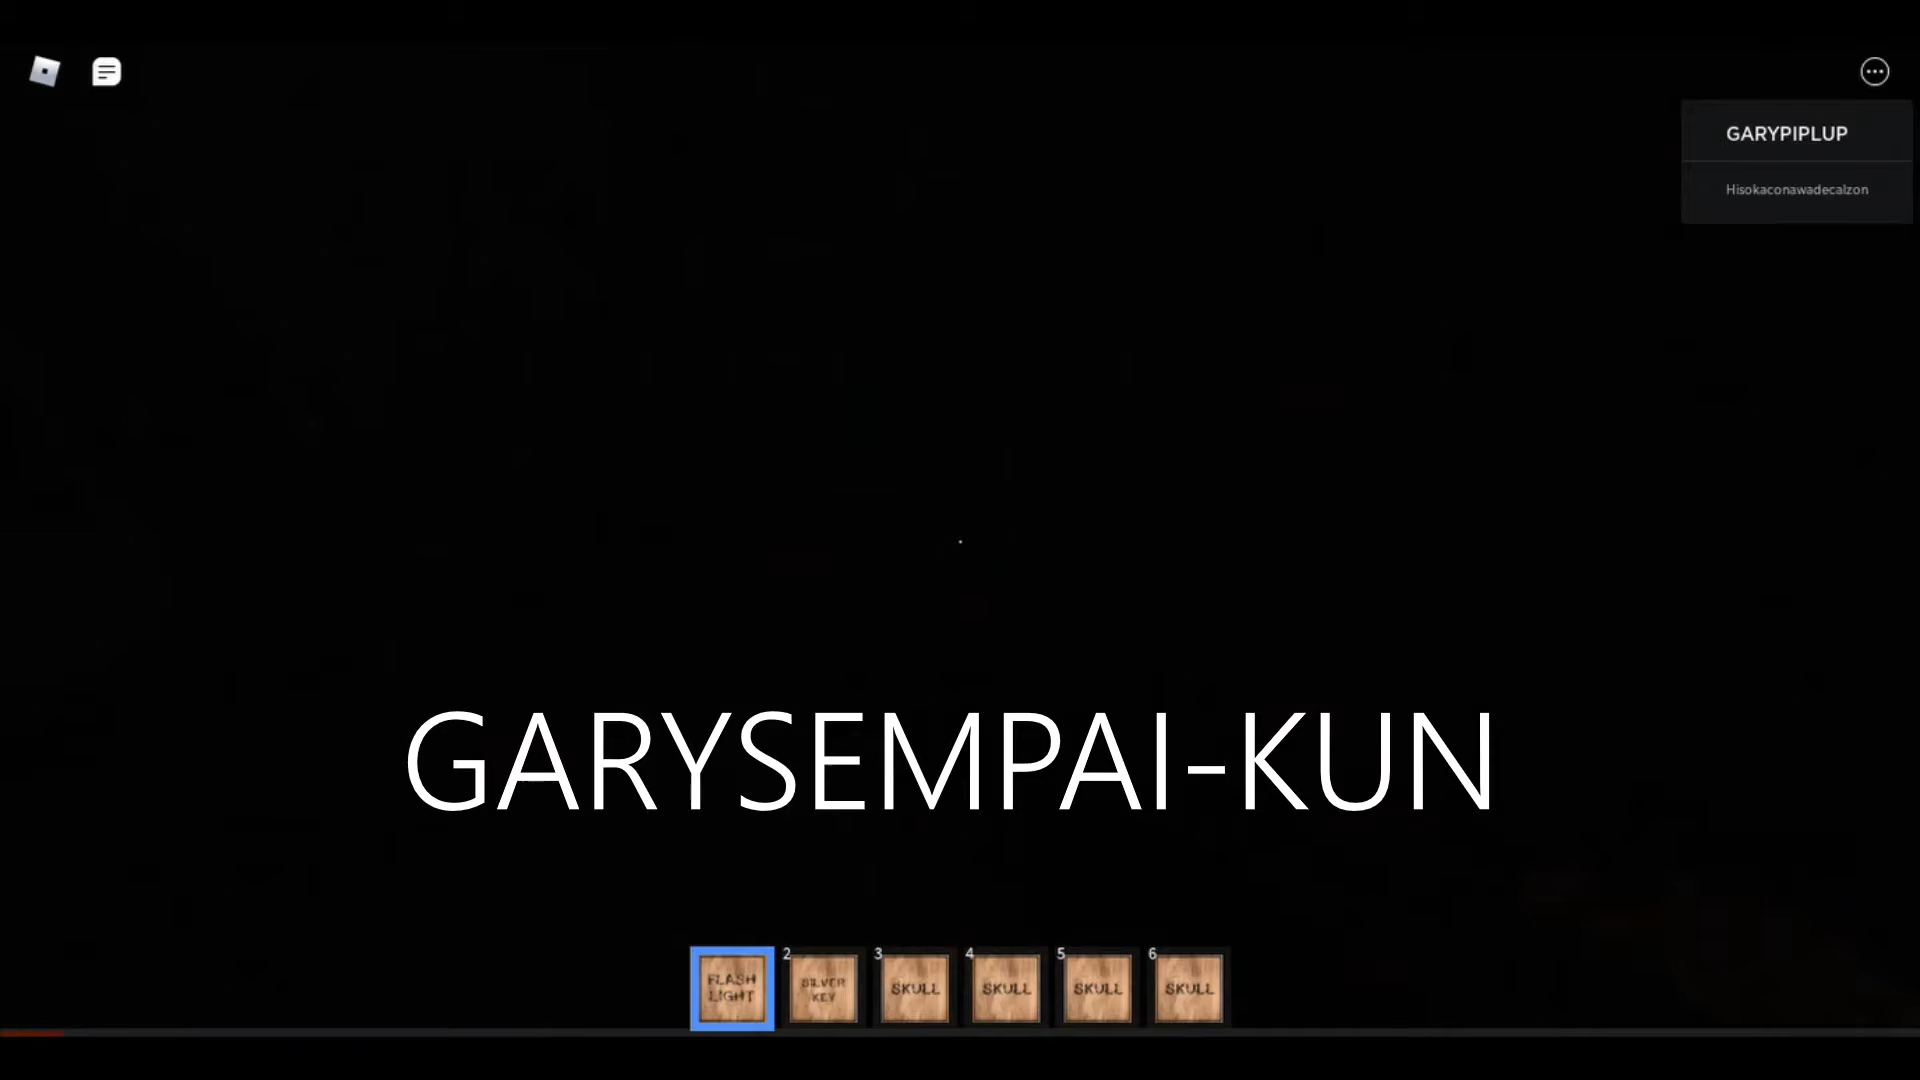 GARYPIPLUP
Hisokaconawadecalzon
GARYSEMPAI-KUN
FLASH
LIGHT
2
SILVER
KEY
3
SKULL
4
SKULL
5
SKULL
6
SKULL